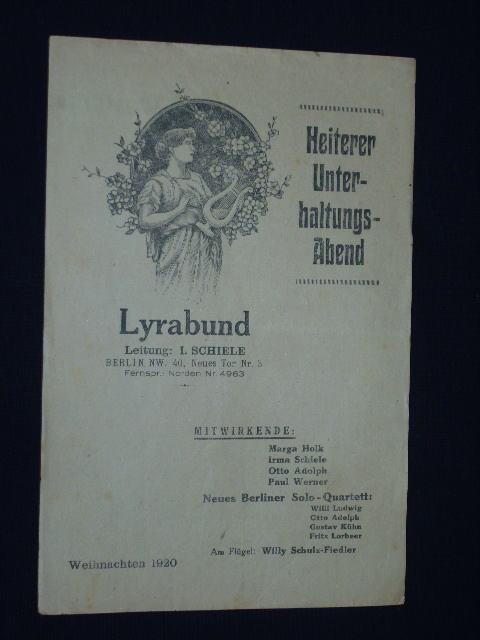 Heiterer
Unter-
haltungs-
Abend
Lyrabund
Leitung: I. SCHIELE
BERLIN NW. 40, Neues Tor Nr. 3
Fernspr.: Norden Nr. 4963
MITWIRKENDE:
Marga Holk
Irma Schiele
Otto Adolph
Paul Werner
Neues Berliner Solo-Quartett:
Willi Ludwig
Otto Adolph
Gustav Kühn
Fritz Lorbeer
Am Flügel: Willy Schulz-Fiedler
Weihnachten 1920